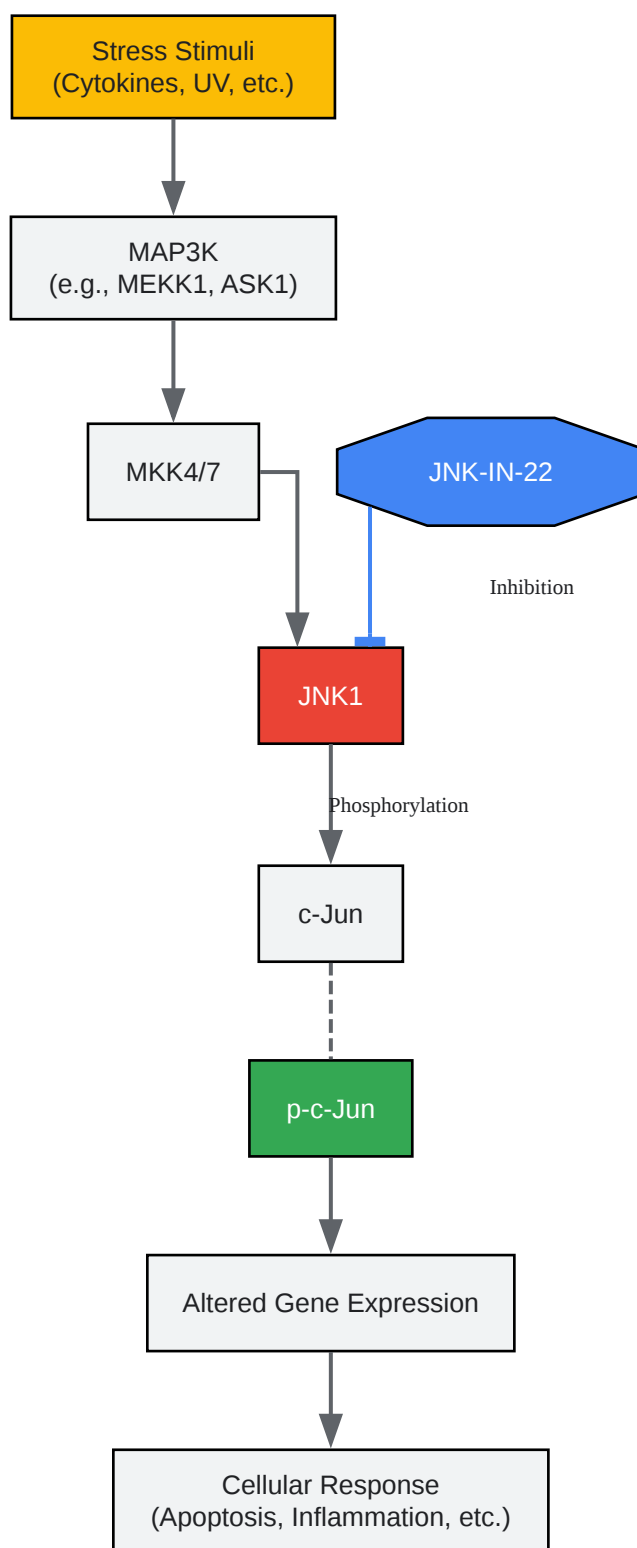 Stress Stimuli
(Cytokines, UV, etc.)
MAP3K
(e.g., MEKK1, ASK1)
MKK4/7
JNK-IN-22
Inhibition
JNK1
Phosphorylation
c-Jun
p-c-Jun
Altered Gene Expression
Cellular Response
(Apoptosis, Inflammation, etc.)